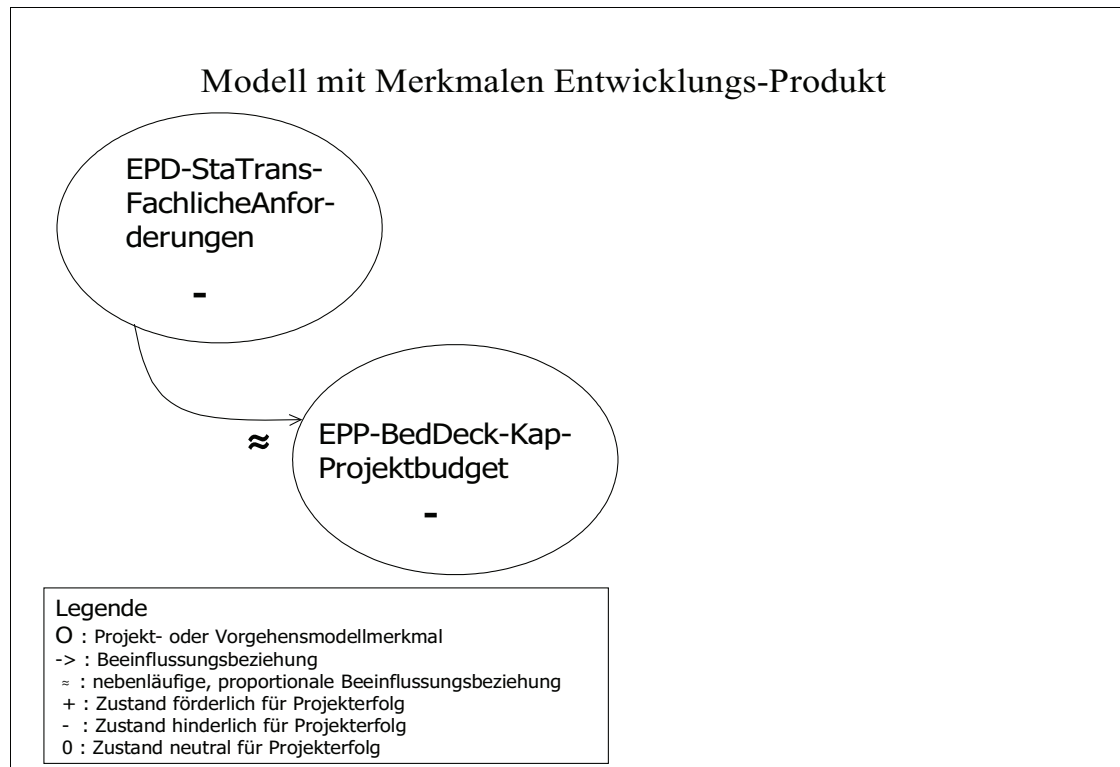 Modell mit Merkmalen Entwicklungs-Produkt
EPD-StaTrans-
FachlicheAnfor-
derungen
-
≈
EPP-BedDeck-Kap-
Projektbudget
-
Legende
O : Projekt- oder Vorgehensmodellmerkmal
-> : Beeinflussungsbeziehung
≈ : nebenläufige, proportionale Beeinflussungsbeziehung
+ : Zustand förderlich für Projekterfolg
- : Zustand hinderlich für Projekterfolg
0 : Zustand neutral für Projekterfolg